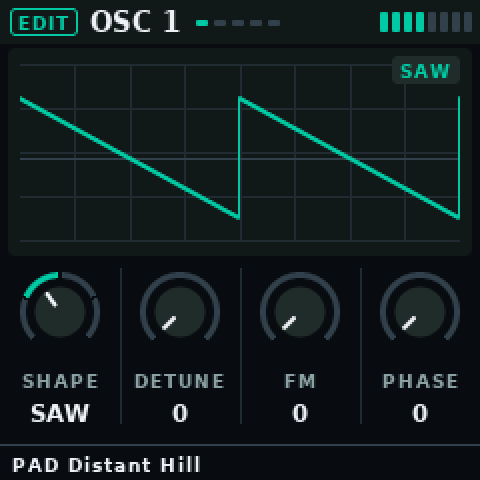 EDIT OSC 1
SAW
SHAPE DETUNE FM PHASE
SAW 0 0 0
PAD Distant Hill